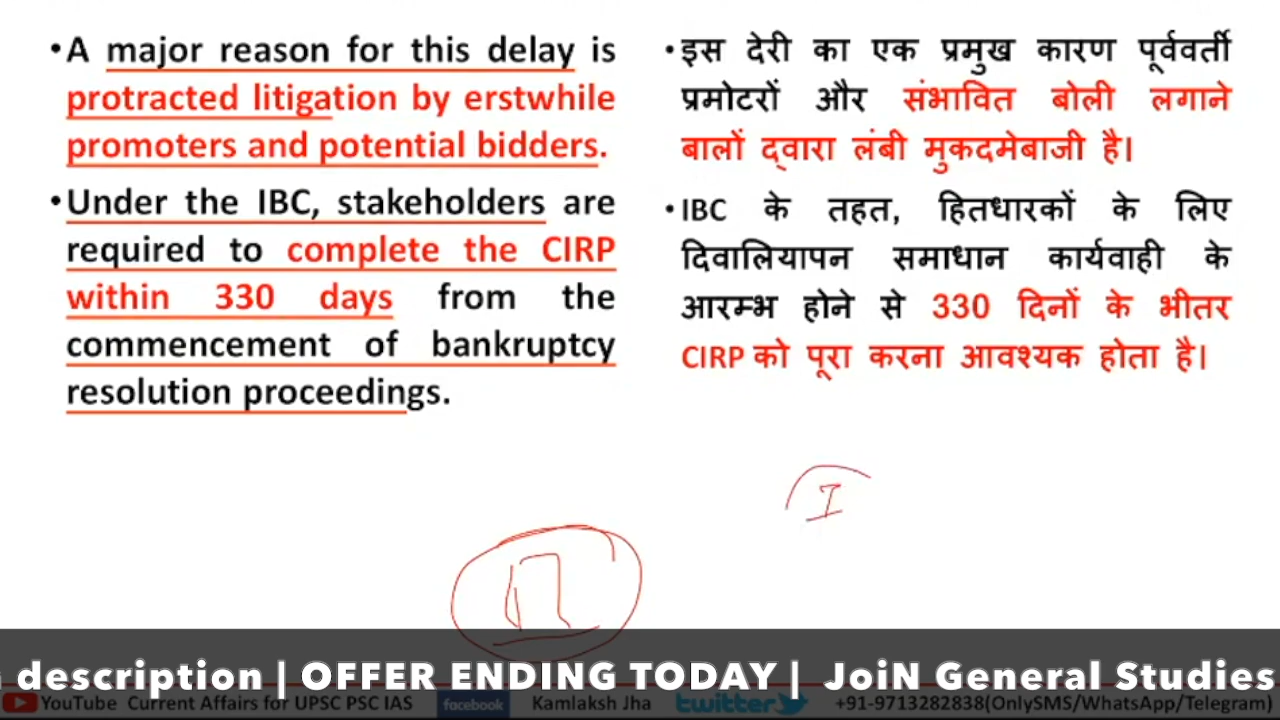 •A major reason for this delay is
protracted litigation by erstwhile
promoters and potential bidders.
•Under the IBC, stakeholders are
required to complete the CIRP
within 330 days from the
commencement of bankruptcy
resolution proceedings.
•इस देरी का एक प्रमुख कारण पूर्ववर्ती
प्रमोटरों और संभावित बोली लगाने
बालों द्वारा लंबी मुकदमेबाजी है।
•IBC के तहत, हितधारकों के लिए
दिवालियापन समाधान कार्यवाही के
आरम्भ होने से 330 दिनों के भीतर
CIRP को पूरा करना आवश्यक होता है।
I
description | OFFER ENDING TODAY | JoiN General Studies
YouTube Current Affairs for UPSC PSC IAS facebook Kamlaksh Jha twitter +91-9713282838(OnlySMS/WhatsApp/Telegram)